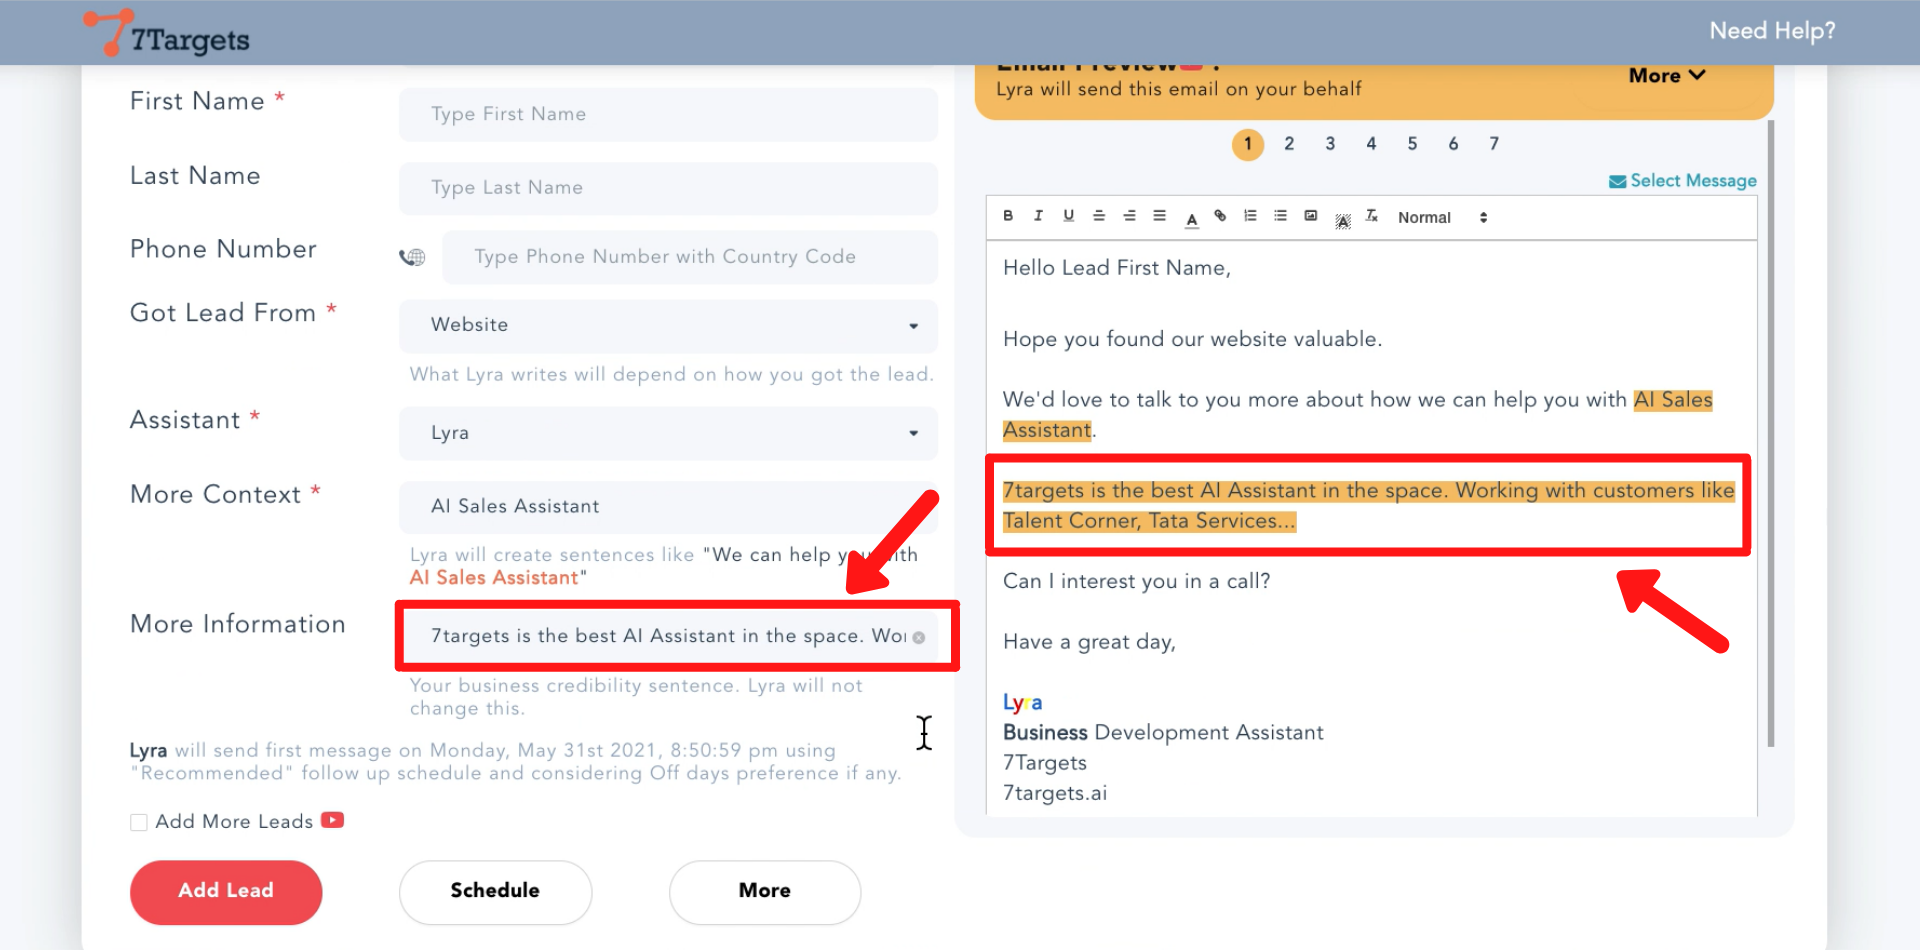 7Targets
Need Help?
First Name *
Type First Name
Last Name
Type Last Name
Phone Number
Type Phone Number with Country Code
Got Lead From *
Website
What Lyra writes will depend on how you got the lead.
Assistant *
Lyra
More Context *
AI Sales Assistant
Lyra will create sentences like "We can help you with
AI Sales Assistant"
More Information
7targets is the best AI Assistant in the space. Wor
Your business credibility sentence. Lyra will not
change this.
Lyra will send first message on Monday, May 31st 2021, 8:50:59 pm using
"Recommended" follow up schedule and considering Off days preference if any.
Add More Leads
Add Lead
Schedule
More
Email Preview
Lyra will send this email on your behalf
More
1 2 3 4 5 6 7
Select Message
B I U A A Tx Normal
Hello Lead First Name,
Hope you found our website valuable.
We'd love to talk to you more about how we can help you with AI Sales
Assistant.
7targets is the best AI Assistant in the space. Working with customers like
Talent Corner, Tata Services...
Can I interest you in a call?
Have a great day,
Lyra
Business Development Assistant
7Targets
7targets.ai